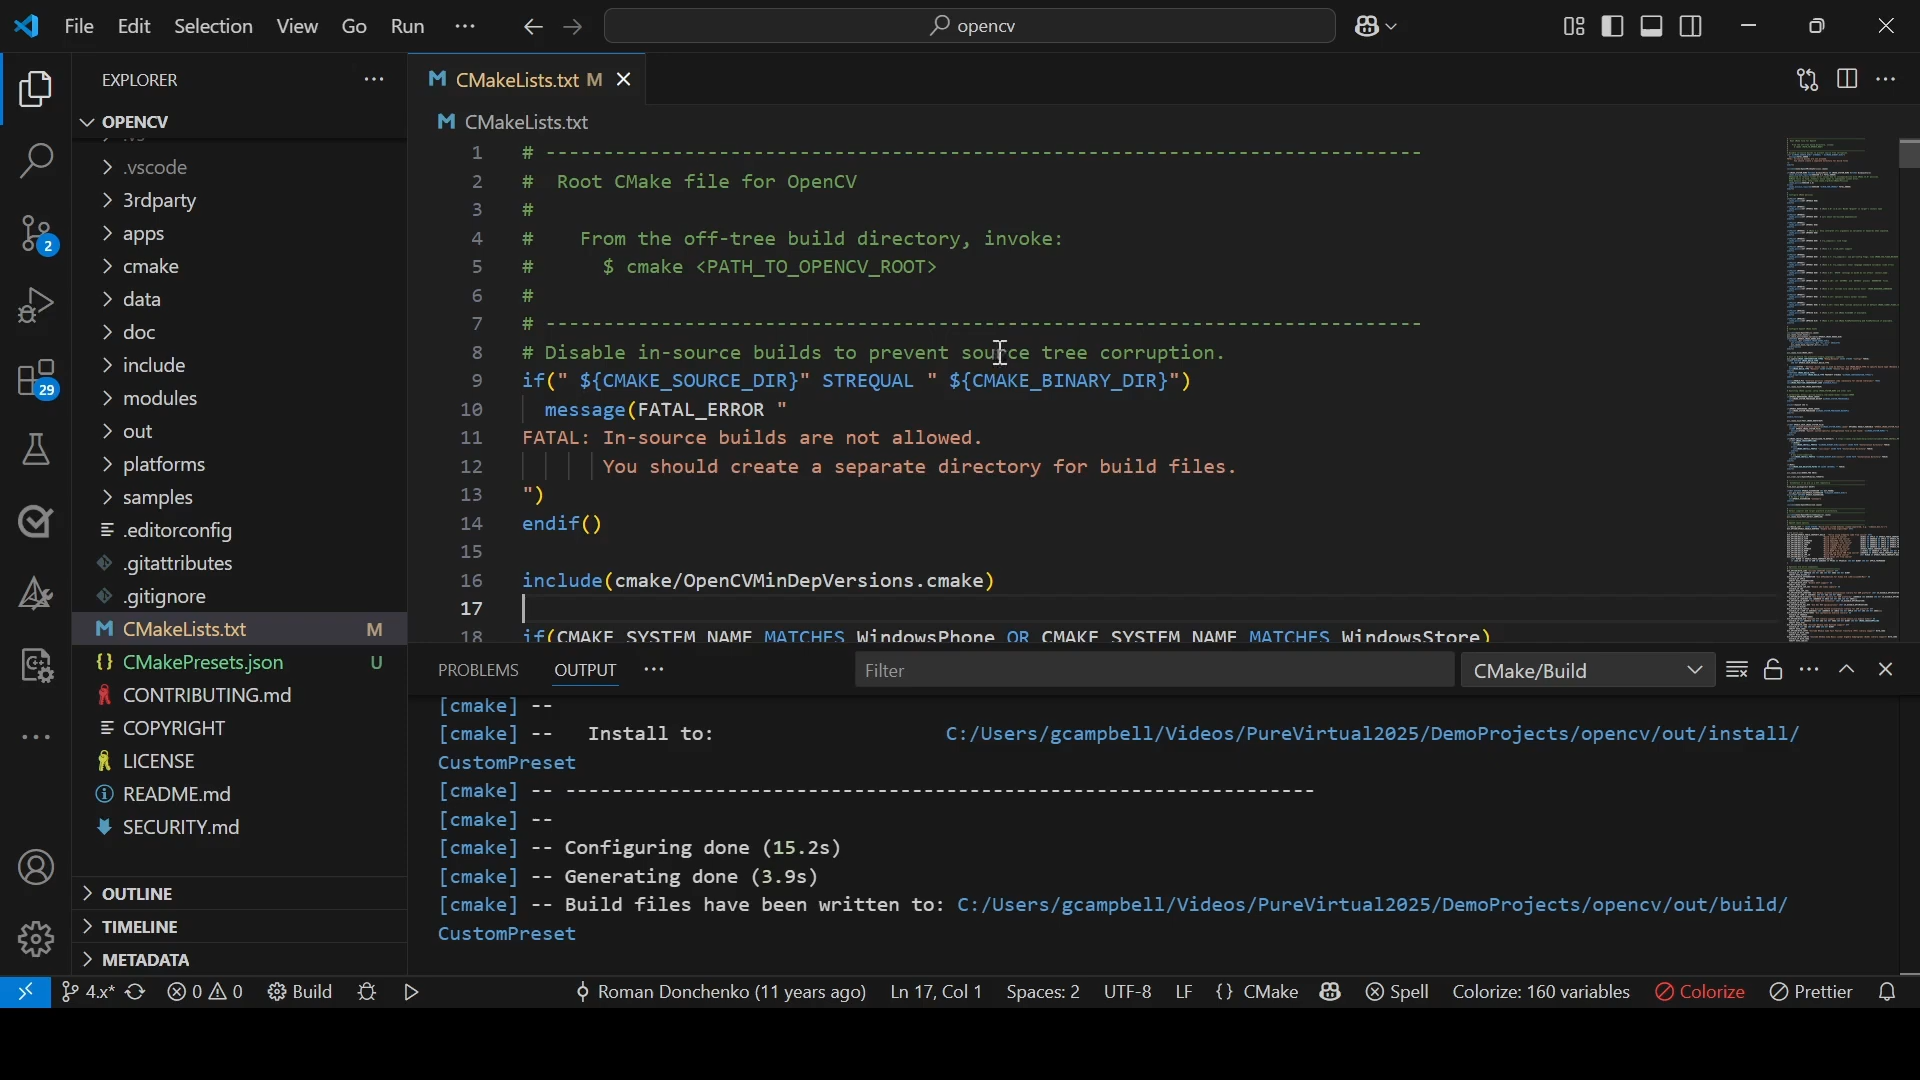 File Edit Selection View Go Run ··· opencv
EXPLORER ···
OPENCV
.vscode
3rdparty
apps
cmake
data
doc
include
modules
out
platforms
samples
.editorconfig
.gitattributes
.gitignore
CMakeLists.txt M
CMakePresets.json U
CONTRIBUTING.md
COPYRIGHT
LICENSE
README.md
SECURITY.md
OUTLINE
TIMELINE
METADATA
2
29
CMakeLists.txt M
CMakeLists.txt
1 # ----------------------------------------------------------------------------
2 #  Root CMake file for OpenCV
3 #
4 #    From the off-tree build directory, invoke:
5 #      $ cmake <PATH_TO_OPENCV_ROOT>
6 #
7 # ----------------------------------------------------------------------------
8 # Disable in-source builds to prevent source tree corruption.
9 if(" ${CMAKE_SOURCE_DIR}" STREQUAL " ${CMAKE_BINARY_DIR}")
10   message(FATAL_ERROR "
11 FATAL: In-source builds are not allowed.
12        You should create a separate directory for build files.
13 ")
14 endif()
15
16 include(cmake/OpenCVMinDepVersions.cmake)
17
18 if(CMAKE_SYSTEM_NAME MATCHES WindowsPhone OR CMAKE_SYSTEM_NAME MATCHES WindowsStore)
PROBLEMS OUTPUT ··· Filter CMake/Build
[cmake] --
[cmake] --   Install to:                    C:/Users/gcampbell/Videos/PureVirtual2025/DemoProjects/opencv/out/install/
CustomPreset
[cmake] -- -----------------------------------------------------------------
[cmake] --
[cmake] -- Configuring done (15.2s)
[cmake] -- Generating done (3.9s)
[cmake] -- Build files have been written to: C:/Users/gcampbell/Videos/PureVirtual2025/DemoProjects/opencv/out/build/
CustomPreset
4.x* 0 0 Build Roman Donchenko (11 years ago) Ln 17, Col 1 Spaces: 2 UTF-8 LF {} CMake Spell Colorize: 160 variables Colorize Prettier